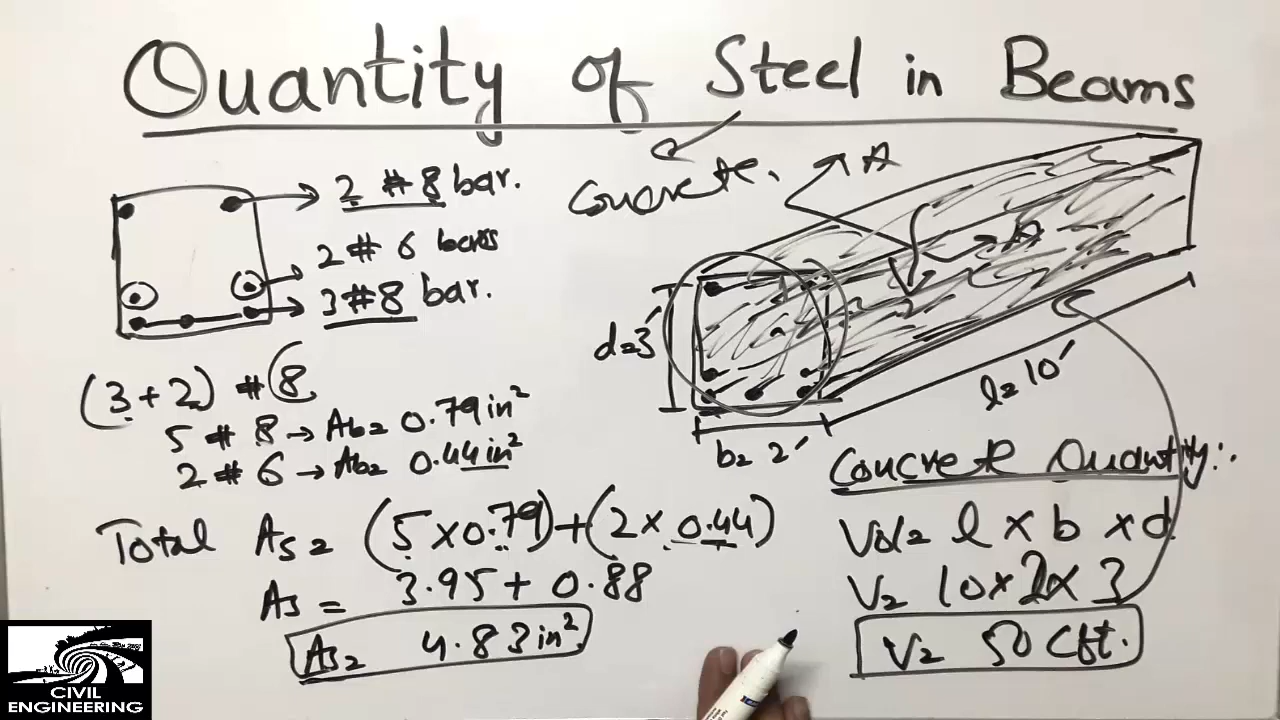 Quantity of Steel in Beams
Concrete.
A
2 # 8 bar.
2 # 6 bars
3 # 8 bar.
(3 + 2) # 8
5 # 8 → Ab = 0.79 in²
2 # 6 → Ab = 0.44 in²
Total As = (5 × 0.79) + (2 × 0.44)
As = 3.95 + 0.88
As = 4.83 in²
A
d = 3'
b = 2'
l = 10'
Concrete Quantity:.
Vol = l × b × d
V = 10 × 2 × 3
V = 50 Cft.
CIVIL
ENGINEERING